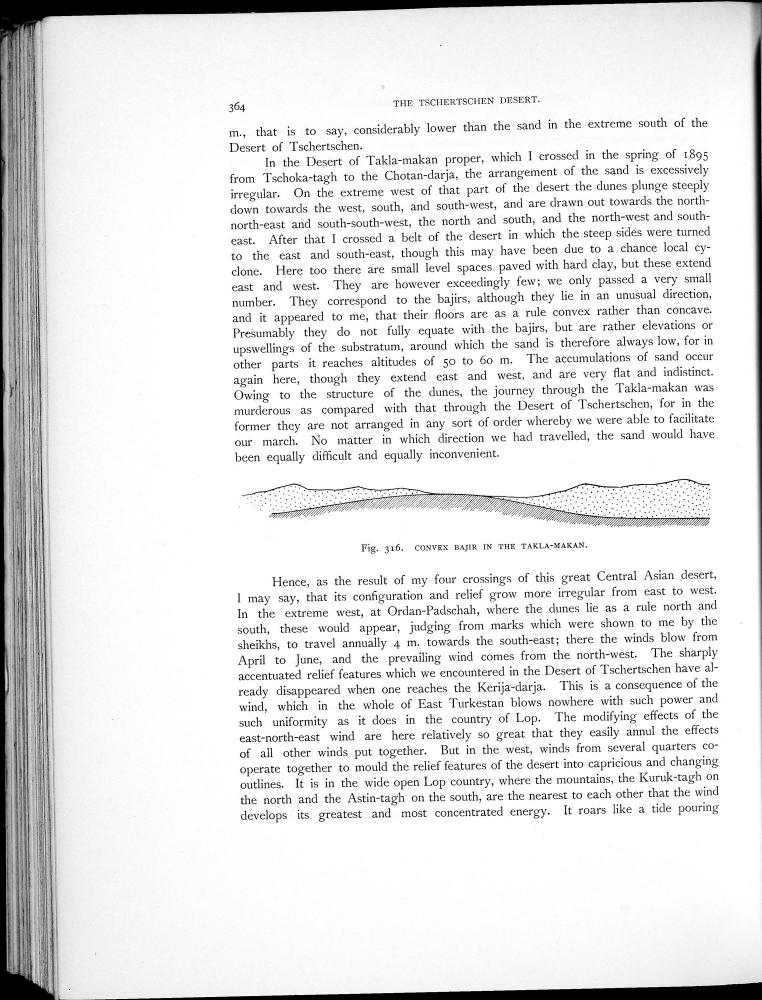 364
THE TSCHERTSCHEN DESERT.
m., that is to say, considerably lower than the sand in the extreme south of the
Desert of Tschertschen.
In the Desert of Takla-makan proper, which I crossed in the spring of 1895
from Tschoka-tagh to the Chotan-darja, the arrangement of the sand is excessively
irregular. On the extreme west of that part of the desert the dunes plunge steeply
down towards the west, south, and south-west, and are drawn out towards the north-
north-east and south-south-west, the north and south, and the north-west and south-
east. After that I crossed a belt of the desert in which the steep sides were turned
to the east and south-east, though this may have been due to a chance local cy-
clone. Here too there are small level spaces paved with hard clay, but these extend
east and west. They are however exceedingly few; we only passed a very small
number. They correspond to the bajirs, although they lie in an unusual direction,
and it appeared to me, that their floors are as a rule convex rather than concave.
Presumably they do not fully equate with the bajirs, but are rather elevations or
upswellings of the substratum, around which the sand is therefore always low, for in
other parts it reaches altitudes of 50 to 60 m. The accumulations of sand occur
again here, though they extend east and west, and are very flat and indistinct.
Owing to the structure of the dunes, the journey through the Takla-makan was
murderous as compared with that through the Desert of Tschertschen, for in the
former they are not arranged in any sort of order whereby we were able to facilitate
our march. No matter in which direction we had travelled, the sand would have
been equally difficult and equally inconvenient.
Fig. 316. CONVEX BAJIR IN THE TAKLA-MAKAN.
Hence, as the result of my four crossings of this great Central Asian desert,
I may say, that its configuration and relief grow more irregular from east to west.
In the extreme west, at Ordan-Padschah, where the dunes lie as a rule north and
south, these would appear, judging from marks which were shown to me by the
sheikhs, to travel annually 4 m. towards the south-east; there the winds blow from
April to June, and the prevailing wind comes from the north-west. The sharply
accentuated relief features which we encountered in the Desert of Tschertschen have al-
ready disappeared when one reaches the Kerija-darja. This is a consequence of the
wind, which in the whole of East Turkestan blows nowhere with such power and
such uniformity as it does in the country of Lop. The modifying effects of the
east-north-east wind are here relatively so great that they easily annul the effects
of all other winds put together. But in the west, winds from several quarters co-
operate together to mould the relief features of the desert into capricious and changing
outlines. It is in the wide open Lop country, where the mountains, the Kuruk-tagh on
the north and the Astin-tagh on the south, are the nearest to each other that the wind
develops its greatest and most concentrated energy. It roars like a tide pouring